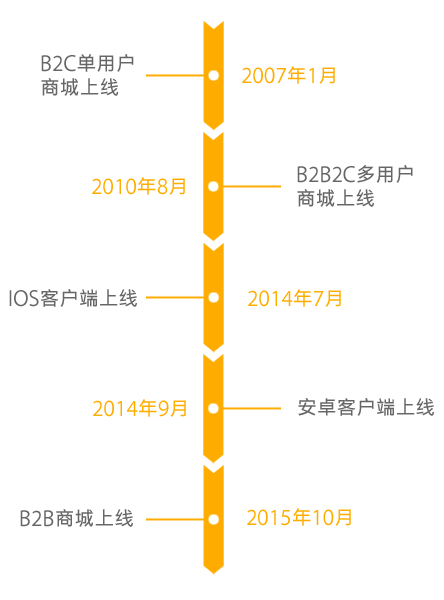 B2C单用户
商城上线
2007年1月
2010年8月
B2B2C多用户
商城上线
IOS客户端上线
2014年7月
2014年9月
安卓客户端上线
B2B商城上线
2015年10月